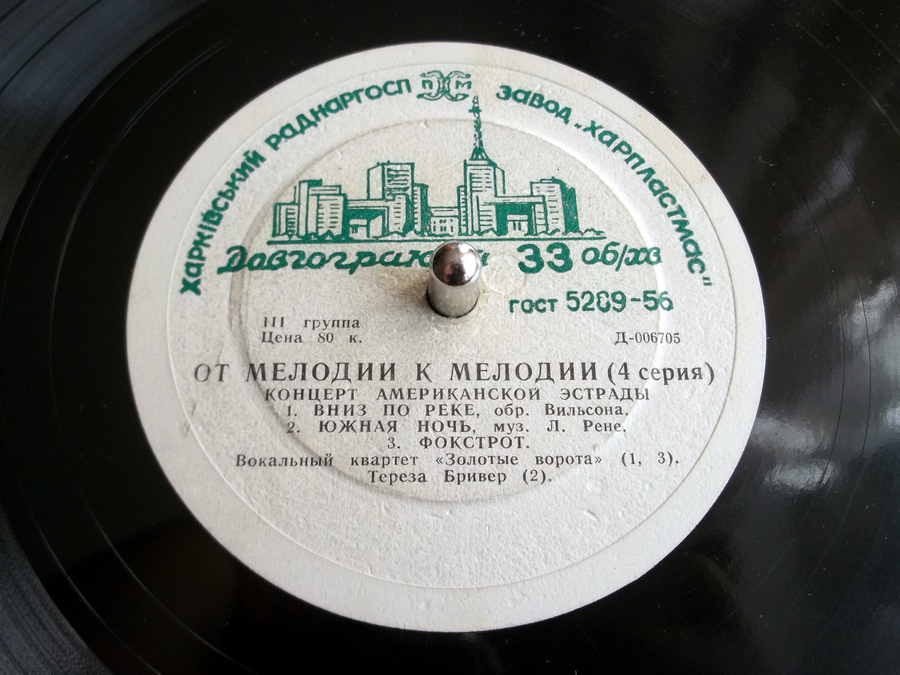 ХАРКІВСЬКИЙ РАДНАРГОСП ПХМ ЗАВОД „ХАРПЛАСТМАС"
33 об/хв
ГОСТ 5289-56
III группа
Цена 80 к.
Д-006705
ОТ МЕЛОДИИ К МЕЛОДИИ (4 серия)
КОНЦЕРТ АМЕРИКАНСКОЙ ЭСТРАДЫ
1. ВНИЗ ПО РЕКЕ, обр. Вильсона.
2. ЮЖНАЯ НОЧЬ, муз. Л. Рене.
3. ФОКСТРОТ.
Вокальный квартет «Золотые ворота» (1, 3).
Тереза Бривер (2).